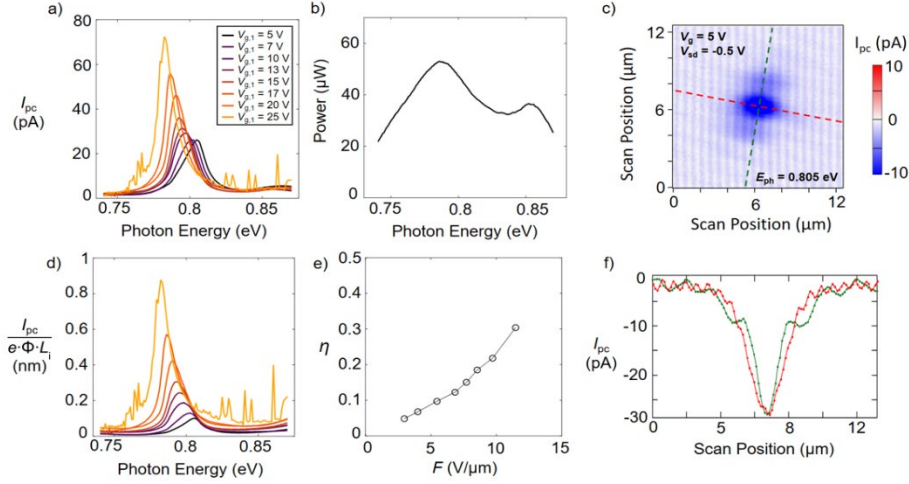 a)
80
60
40
20
0
I_pc
(pA)
V_g,1 = 5 V
V_g,1 = 7 V
V_g,1 = 10 V
V_g,1 = 13 V
V_g,1 = 15 V
V_g,1 = 17 V
V_g,1 = 20 V
V_g,1 = 25 V
0.75 0.8 0.85
Photon Energy (eV)
b)
80
60
40
20
0
Power (µW)
0.75 0.8 0.85
Photon Energy (eV)
c)
V_g = 5 V
V_sd = -0.5 V
E_ph = 0.805 eV
12
6
0
Scan Position (µm)
0 6 12
Scan Position (µm)
I_pc (pA)
10
0
-10
d)
1
0.8
0.6
0.4
0.2
0
I_pc
e·Φ·L_i
(nm)
0.75 0.8 0.85
Photon Energy (eV)
e)
0.5
0.4
0.3
0.2
0.1
0
η
0 5 10 15
F (V/µm)
f)
0
-10
-20
-30
I_pc
(pA)
0 4 8 12
Scan Position (µm)